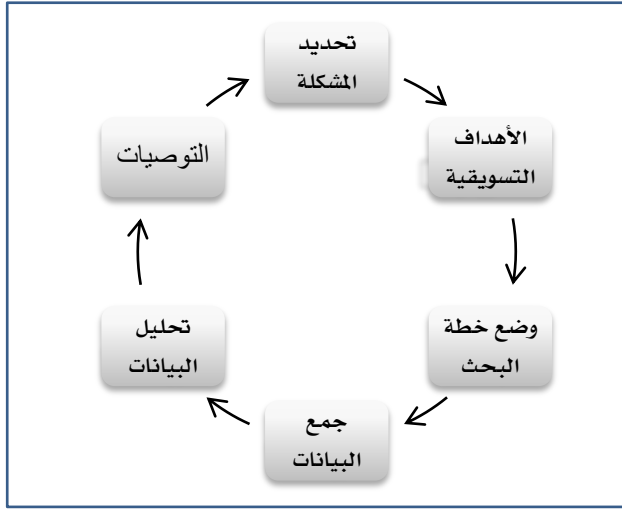 تحديد
المشكلة
الأهداف
التسويقية
وضع خطة
البحث
جمع
البيانات
تحليل
البيانات
التوصيات